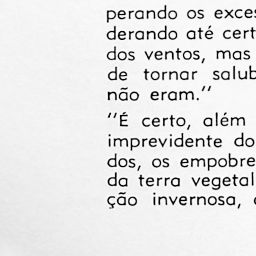 perando os exces
derando até cert
dos ventos, mas
de tornar salub
não eram.’’
‘‘É certo, além
imprevidente do
dos, os empobre
da terra vegetal
ção invernosa,